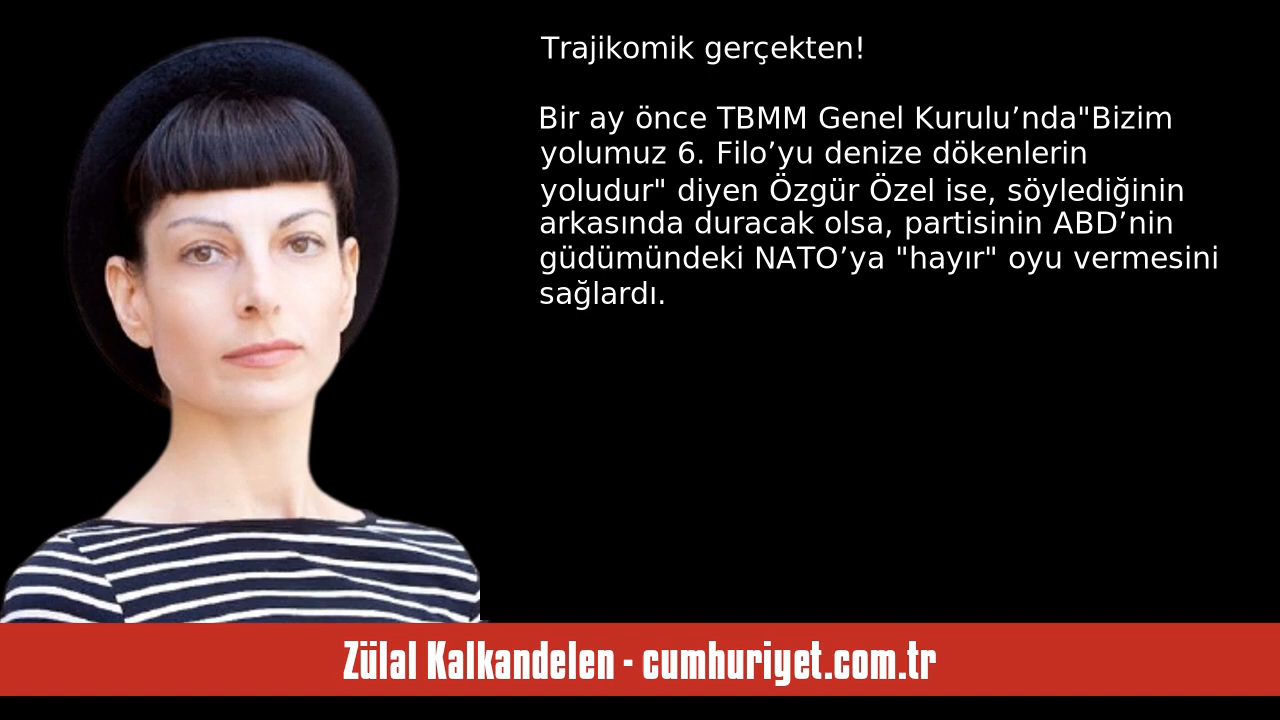 Trajikomik gerçekten!
Bir ay önce TBMM Genel Kurulu’nda"Bizim
yolumuz 6. Filo’yu denize dökenlerin
yoludur" diyen Özgür Özel ise, söylediğinin
arkasında duracak olsa, partisinin ABD’nin
güdümündeki NATO’ya "hayır" oyu vermesini
sağlardı.
Zülal Kalkandelen - cumhuriyet.com.tr